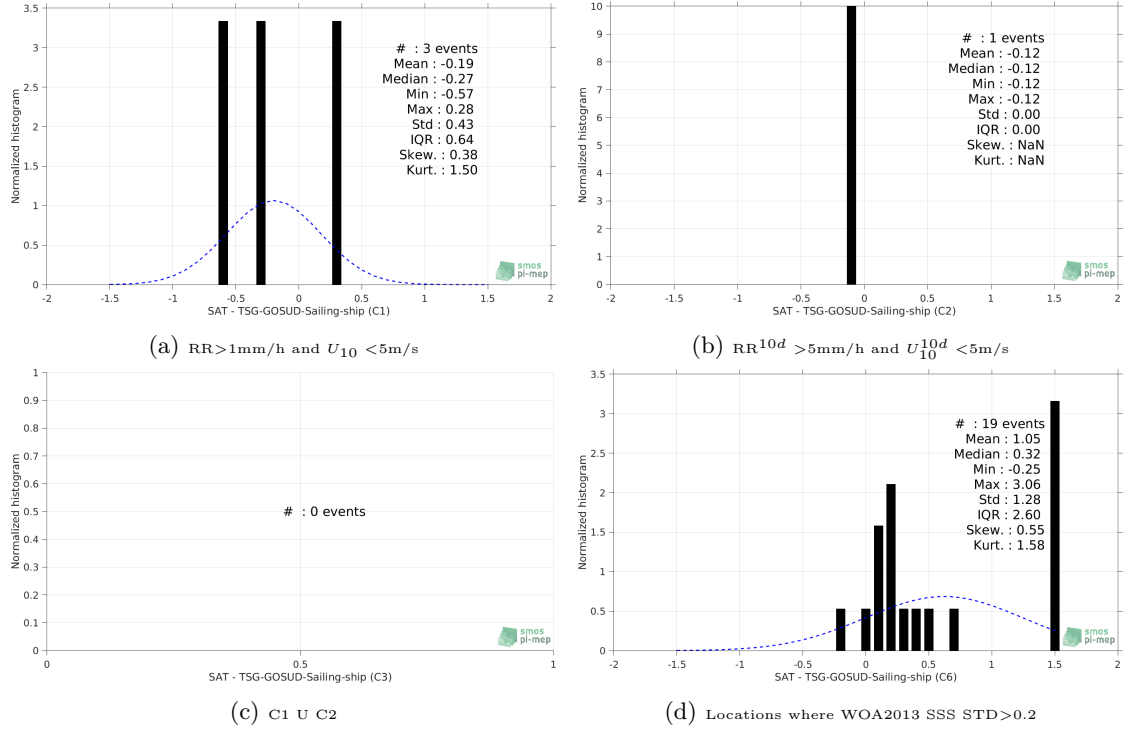 3.5
3
2.5
2
1.5
1
0.5
0
-2 -1 -0.5 0 0.5 1 1.5 2
Normalized histogram
# : 3 events
Mean : -0.19
Median : -0.27
Min : -0.57
Max : 0.28
Std : 0.43
IQR : 0.64
Skew. : 0.38
Kurt. : 1.50
smos
pi-mep
SAT - TSG-GOSUD-Sailing-ship (C1)
(a) RR>1mm/h and U10 <5m/s
10
9
8
7
6
5
4
3
2
1
0
-2 -1 -0.5 0 0.5 1 1.5 2
Normalized histogram
# : 1 events
Mean : -0.12
Median : -0.12
Min : -0.12
Max : -0.12
Std : 0.00
IQR : 0.00
Skew. : NaN
Kurt. : NaN
smos
pi-mep
SAT - TSG-GOSUD-Sailing-ship (C2)
(b) RR^10d >5mm/h and U10^10d <5m/s
1
0.9
0.8
0.7
0.6
0.5
0.4
0.3
0.2
0.1
0
0 0.5 1
Normalized histogram
# : 0 events
smos
pi-mep
SAT - TSG-GOSUD-Sailing-ship (C3)
(c) C1 U C2
3.5
3
2.5
2
1.5
1
0.5
0
-2 -1 -0.5 0 0.5 1 1.5 2
Normalized histogram
# : 19 events
Mean : 1.05
Median : 0.32
Min : -0.25
Max : 3.06
Std : 1.28
IQR : 2.60
Skew. : 0.55
Kurt. : 1.58
smos
pi-mep
SAT - TSG-GOSUD-Sailing-ship (C6)
(d) Locations where WOA2013 SSS STD>0.2